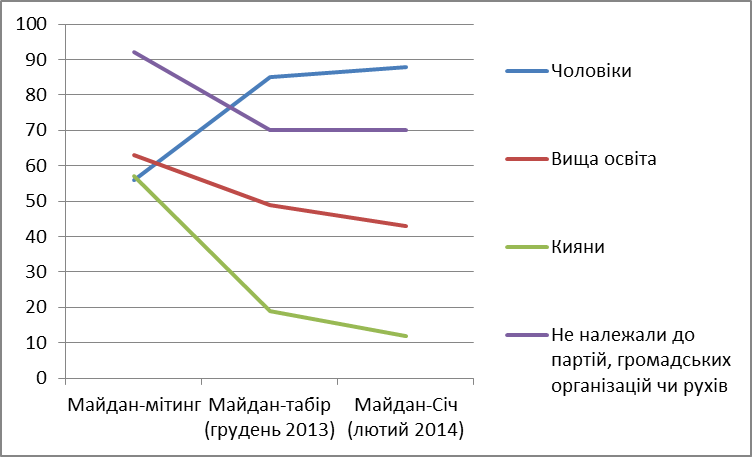 100
90
80
70
60
50
40
30
20
10
0
Майдан-мітинг
Майдан-табір
(грудень 2013)
Майдан-Січ
(лютий 2014)
Чоловіки
Вища освіта
Кияни
Не належали до
партій, громадських
організацій чи рухів